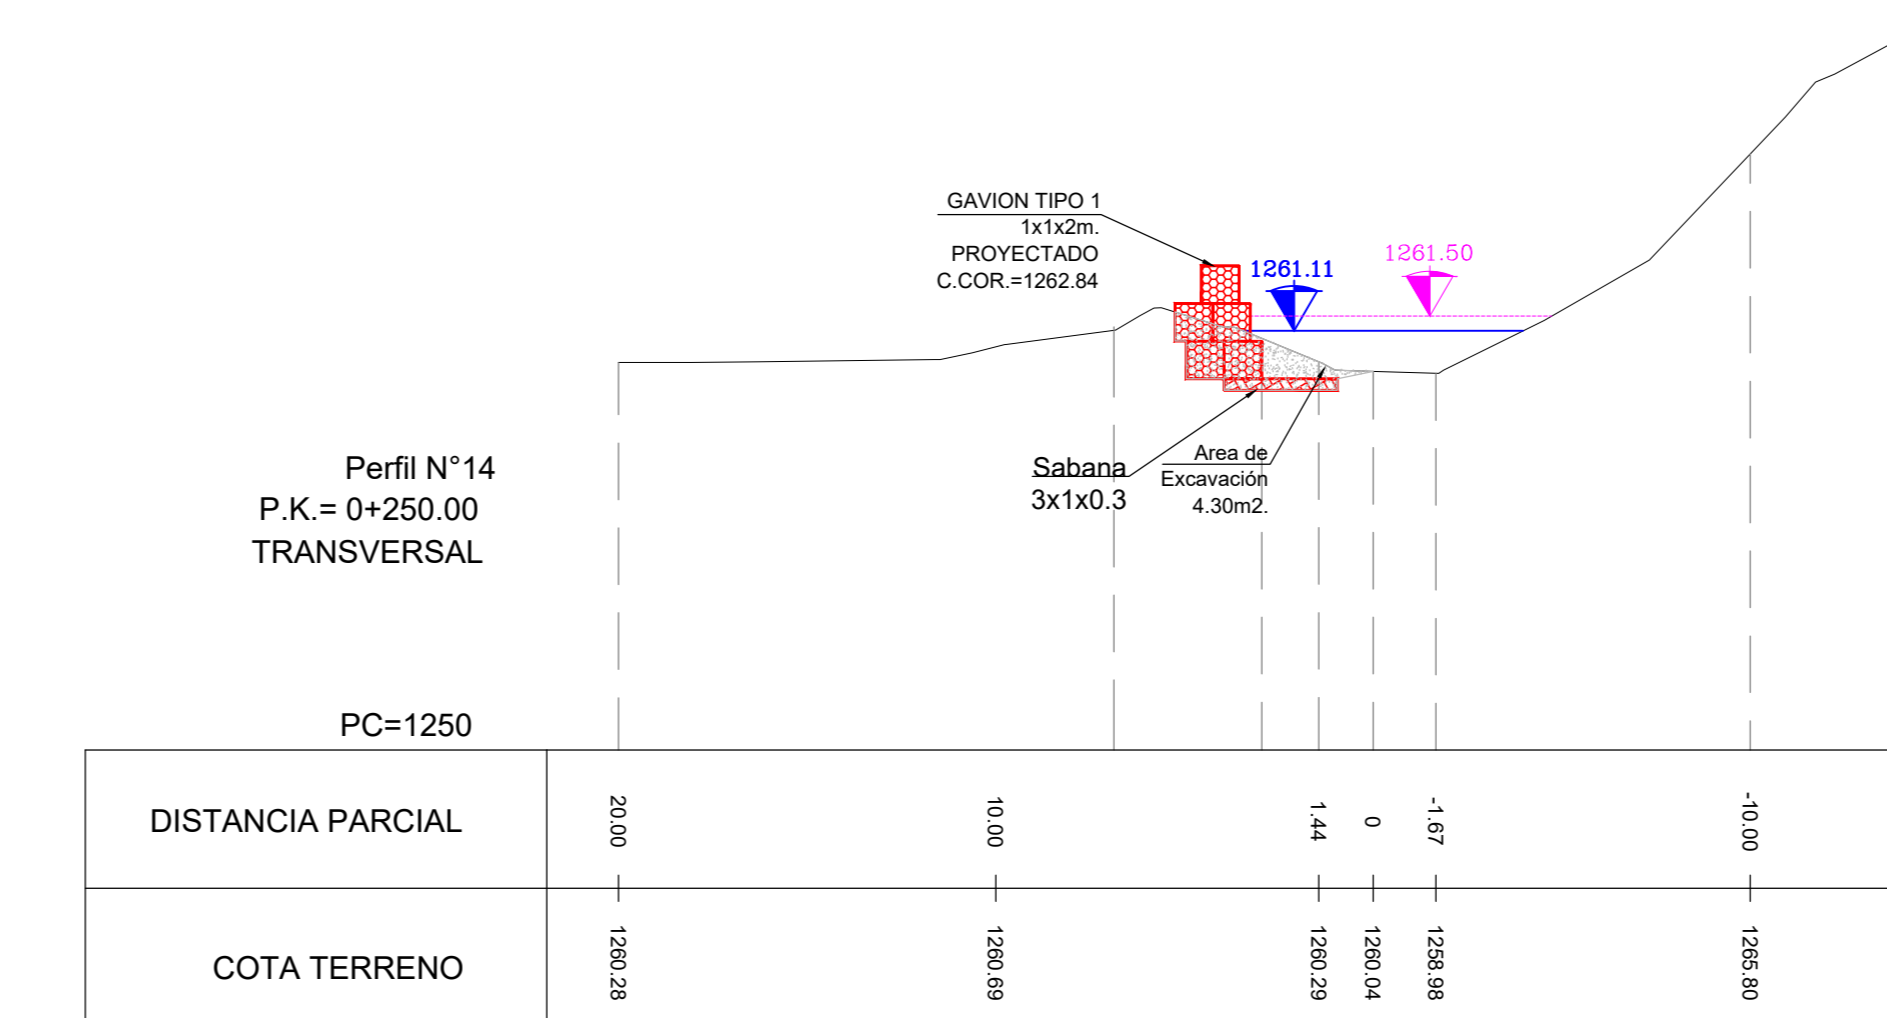 GAVION TIPO 1
1x1x2m.
PROYECTADO
C.COR.=1262.84
1261.11
1261.50
Sabana
3x1x0.3
Area de
Excavación
4.30m2.
Perfil N°14
P.K.= 0+250.00
TRANSVERSAL
PC=1250
DISTANCIA PARCIAL
20.00
10.00
1.44
0
-1.67
-10.00
COTA TERRENO
1260.28
1260.69
1260.29
1260.04
1258.98
1265.80